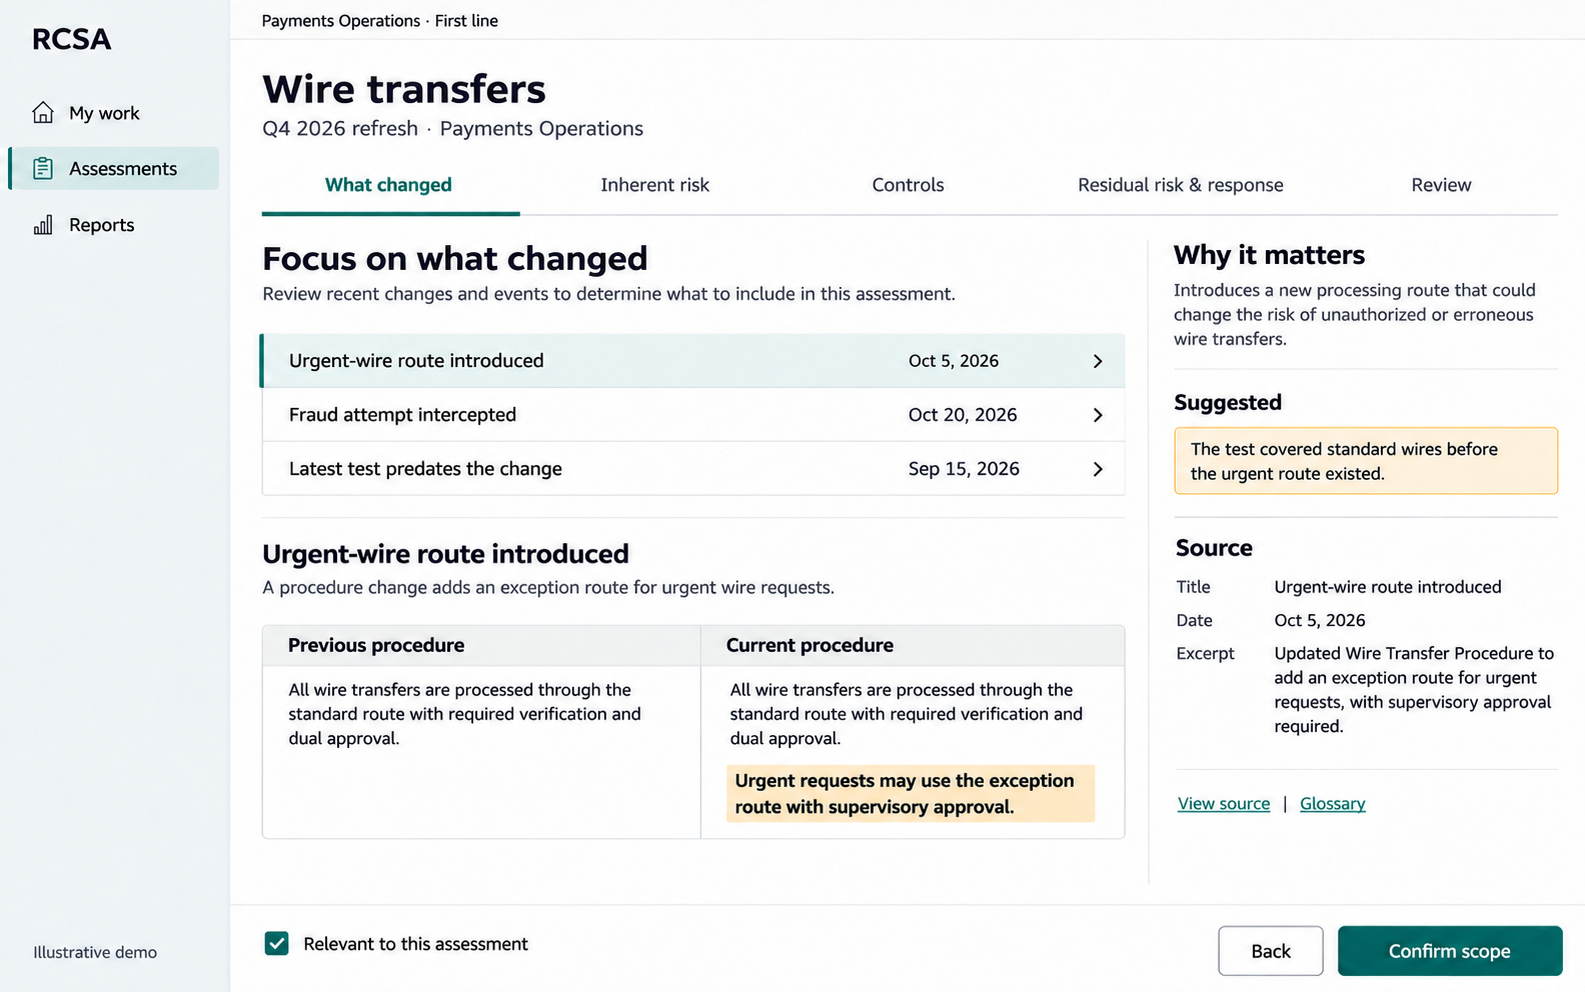 RCSA
My work
Assessments
Reports
Illustrative demo
Payments Operations · First line
Wire transfers
Q4 2026 refresh · Payments Operations
What changed
Inherent risk
Controls
Residual risk & response
Review
Focus on what changed
Review recent changes and events to determine what to include in this assessment.
Urgent-wire route introduced Oct 5, 2026
Fraud attempt intercepted Oct 20, 2026
Latest test predates the change Sep 15, 2026
Urgent-wire route introduced
A procedure change adds an exception route for urgent wire requests.
Previous procedure
All wire transfers are processed through the
standard route with required verification and
dual approval.
Current procedure
All wire transfers are processed through the
standard route with required verification and
dual approval.
Urgent requests may use the exception
route with supervisory approval.
Why it matters
Introduces a new processing route that could
change the risk of unauthorized or erroneous
wire transfers.
Suggested
The test covered standard wires before
the urgent route existed.
Source
Title Urgent-wire route introduced
Date Oct 5, 2026
Excerpt Updated Wire Transfer Procedure to
add an exception route for urgent
requests, with supervisory approval
required.
View source | Glossary
Relevant to this assessment
Back
Confirm scope